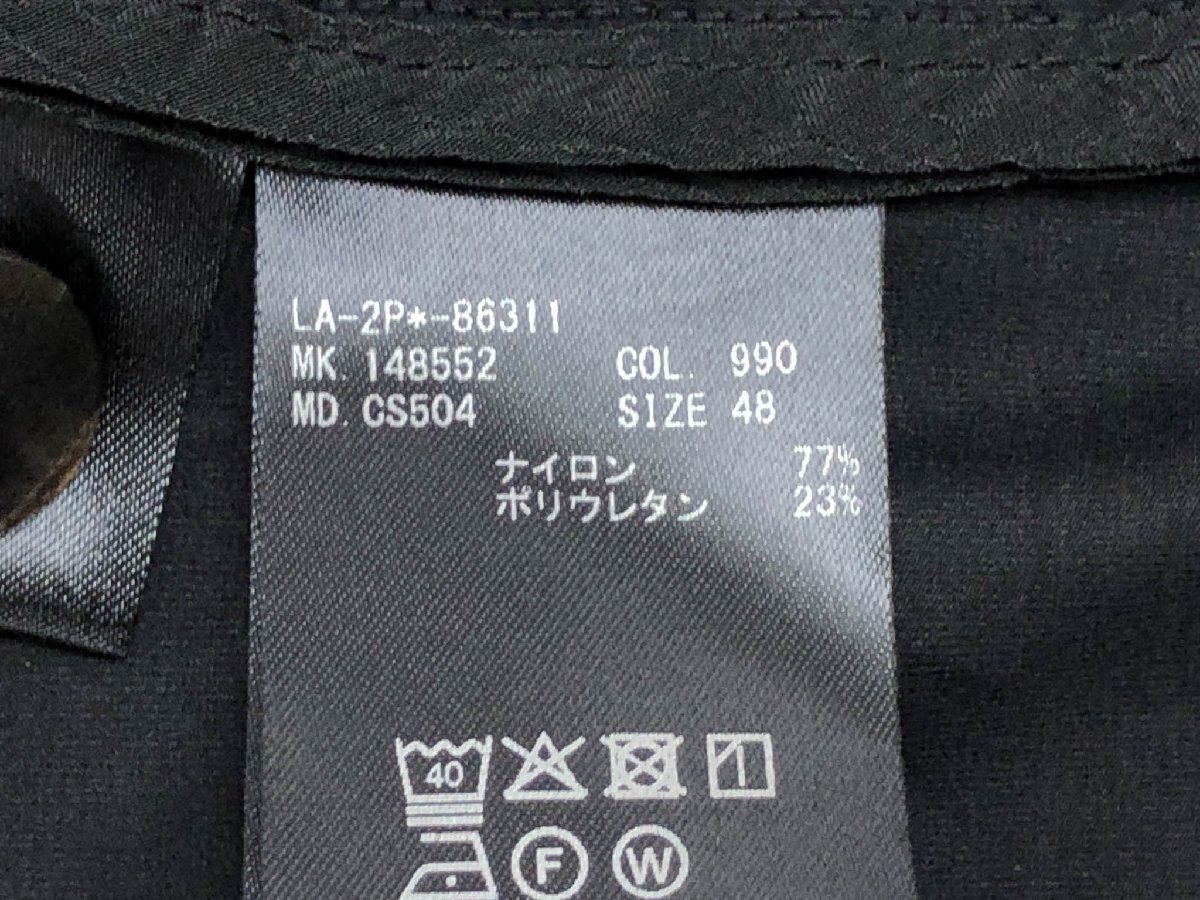 LA-2P*-86311
MK. 148552 COL. 990
MD. CS504 SIZE 48
ナイロン 77%
ポリウレタン 23%
40
F W